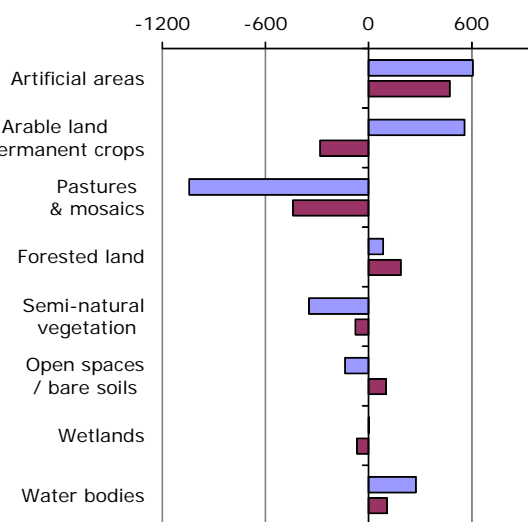 -1200 -600 0 600
Artificial areas
Arable land
ermanent crops
Pastures
& mosaics
Forested land
Semi-natural
vegetation
Open spaces
/ bare soils
Wetlands
Water bodies